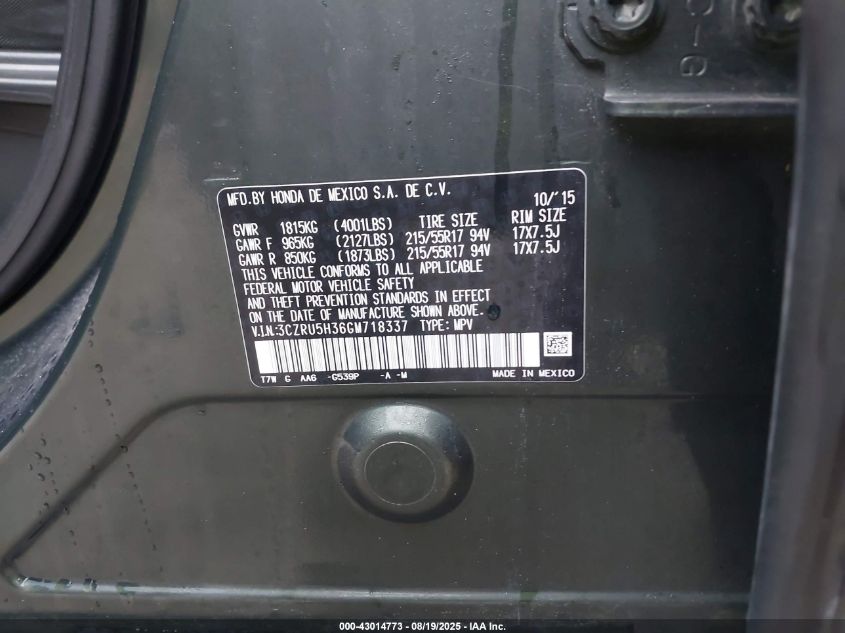 MFD.BY HONDA DE MEXICO S.A. DE C.V. 10/'15
GVWR 1815KG (4001LBS) TIRE SIZE RIM SIZE
GAWR F 965KG (2127LBS) 215/55R17 94V 17X7.5J
GAWR R 850KG (1873LBS) 215/55R17 94V 17X7.5J
THIS VEHICLE CONFORMS TO ALL APPLICABLE
FEDERAL MOTOR VEHICLE SAFETY
AND THEFT PREVENTION STANDARDS IN EFFECT
ON THE DATE OF MANUFACTURE SHOWN ABOVE.
V.I.N.:3CZRU5H36GM718337 TYPE: MPV
T7W G AA6 -G539P -A -M MADE IN MEXICO
000-43014773 - 08/19/2025 - IAA Inc.